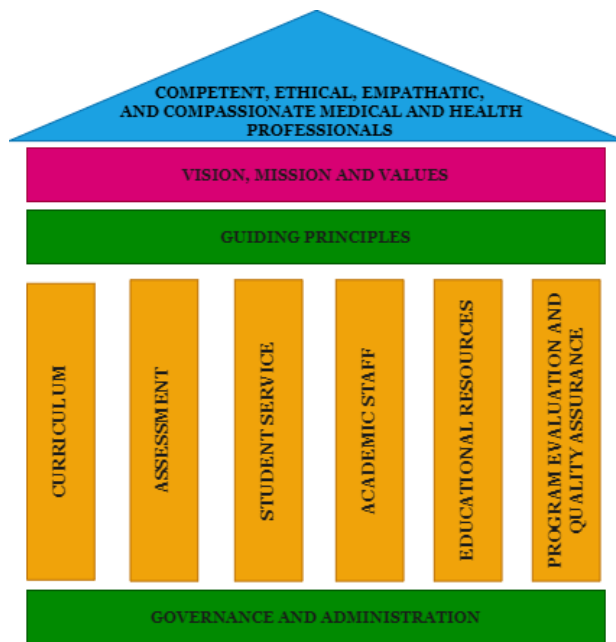 COMPETENT, ETHICAL, EMPATHATIC,
AND COMPASSIONATE MEDICAL AND HEALTH
PROFESSIONALS
VISION, MISSION AND VALUES
GUIDING PRINCIPLES
CURRICULUM
ASSESSMENT
STUDENT SERVICE
ACADEMIC STAFF
EDUCATIONAL RESOURCES
PROGRAM EVALUATION AND
QUALITY ASSURANCE
GOVERNANCE AND ADMINISTRATION